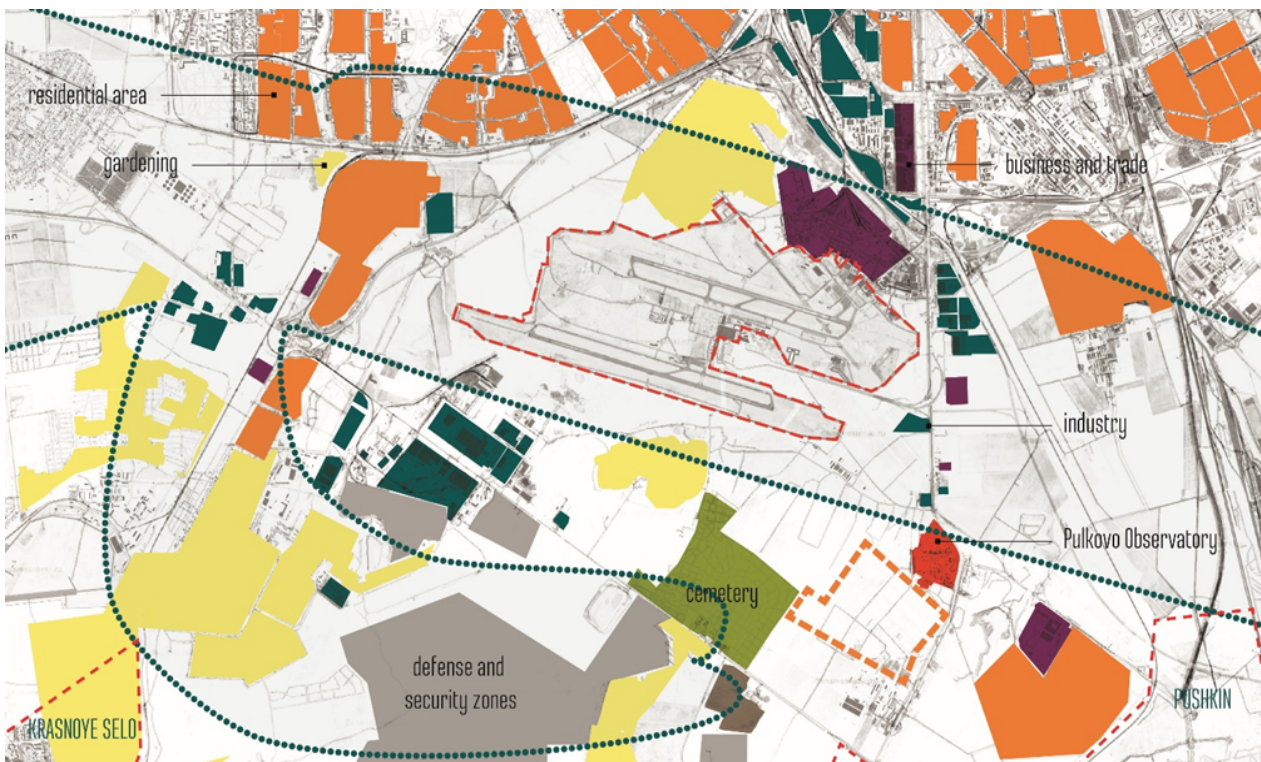 residential area
gardening
business and trade
industry
Pulkovo Observatory
cemetery
defense and
security zones
KRASNOYE SELO
PUSHKIN